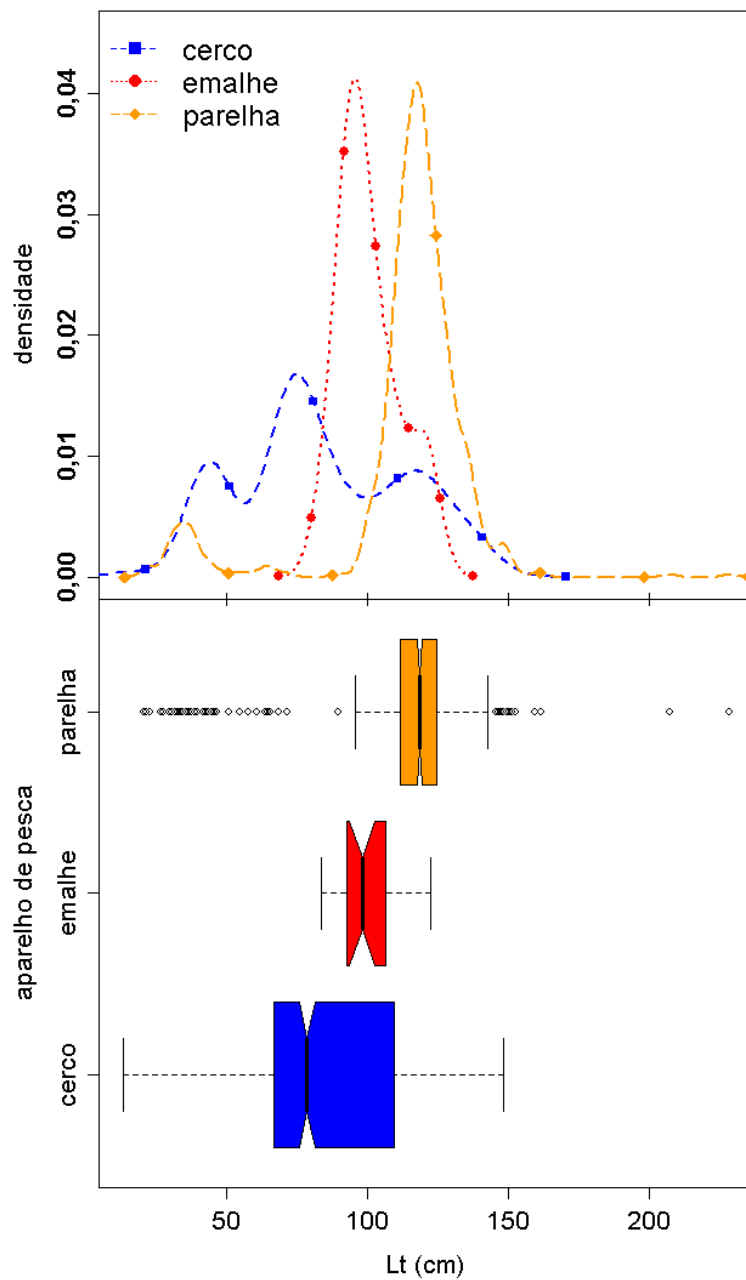 cerco
emalhe
parelha
densidade
0,04
0,03
0,02
0,01
0,00
aparelho de pesca
parelha
emalhe
cerco
50
100
150
200
Lt (cm)